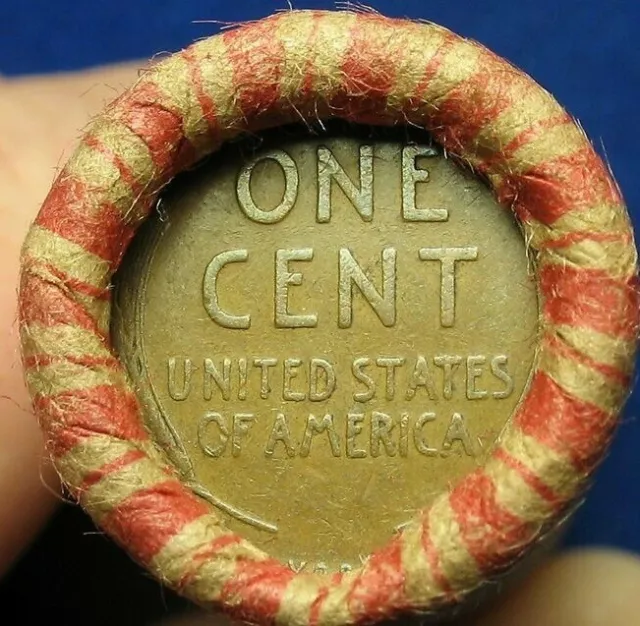 ONE
CENT
UNITED STATES
OF AMERICA